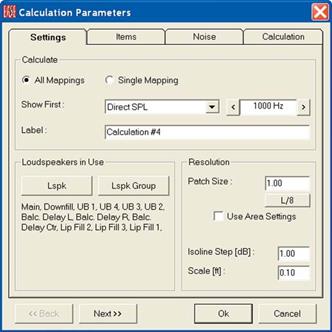 EASE Calculation Parameters
Settings Items Noise Calculation
Calculate
All Mappings Single Mapping
Show First : Direct SPL < 1000 Hz >
Label : Calculation #4
Loudspeakers in Use
Lspk Lspk Group
Main, Downfill, UB 1, UB 4, UB 3, UB 2,
Balc. Delay L, Balc. Delay R, Balc.
Delay Ctr, Lip Fill 2, Lip Fill 3, Lip Fill 1,
Resolution
Patch Size : 1.00
L/8
Use Area Settings
Isoline Step [dB] : 1.00
Scale [ft] : 0.10
<< Back Next >> Ok Cancel